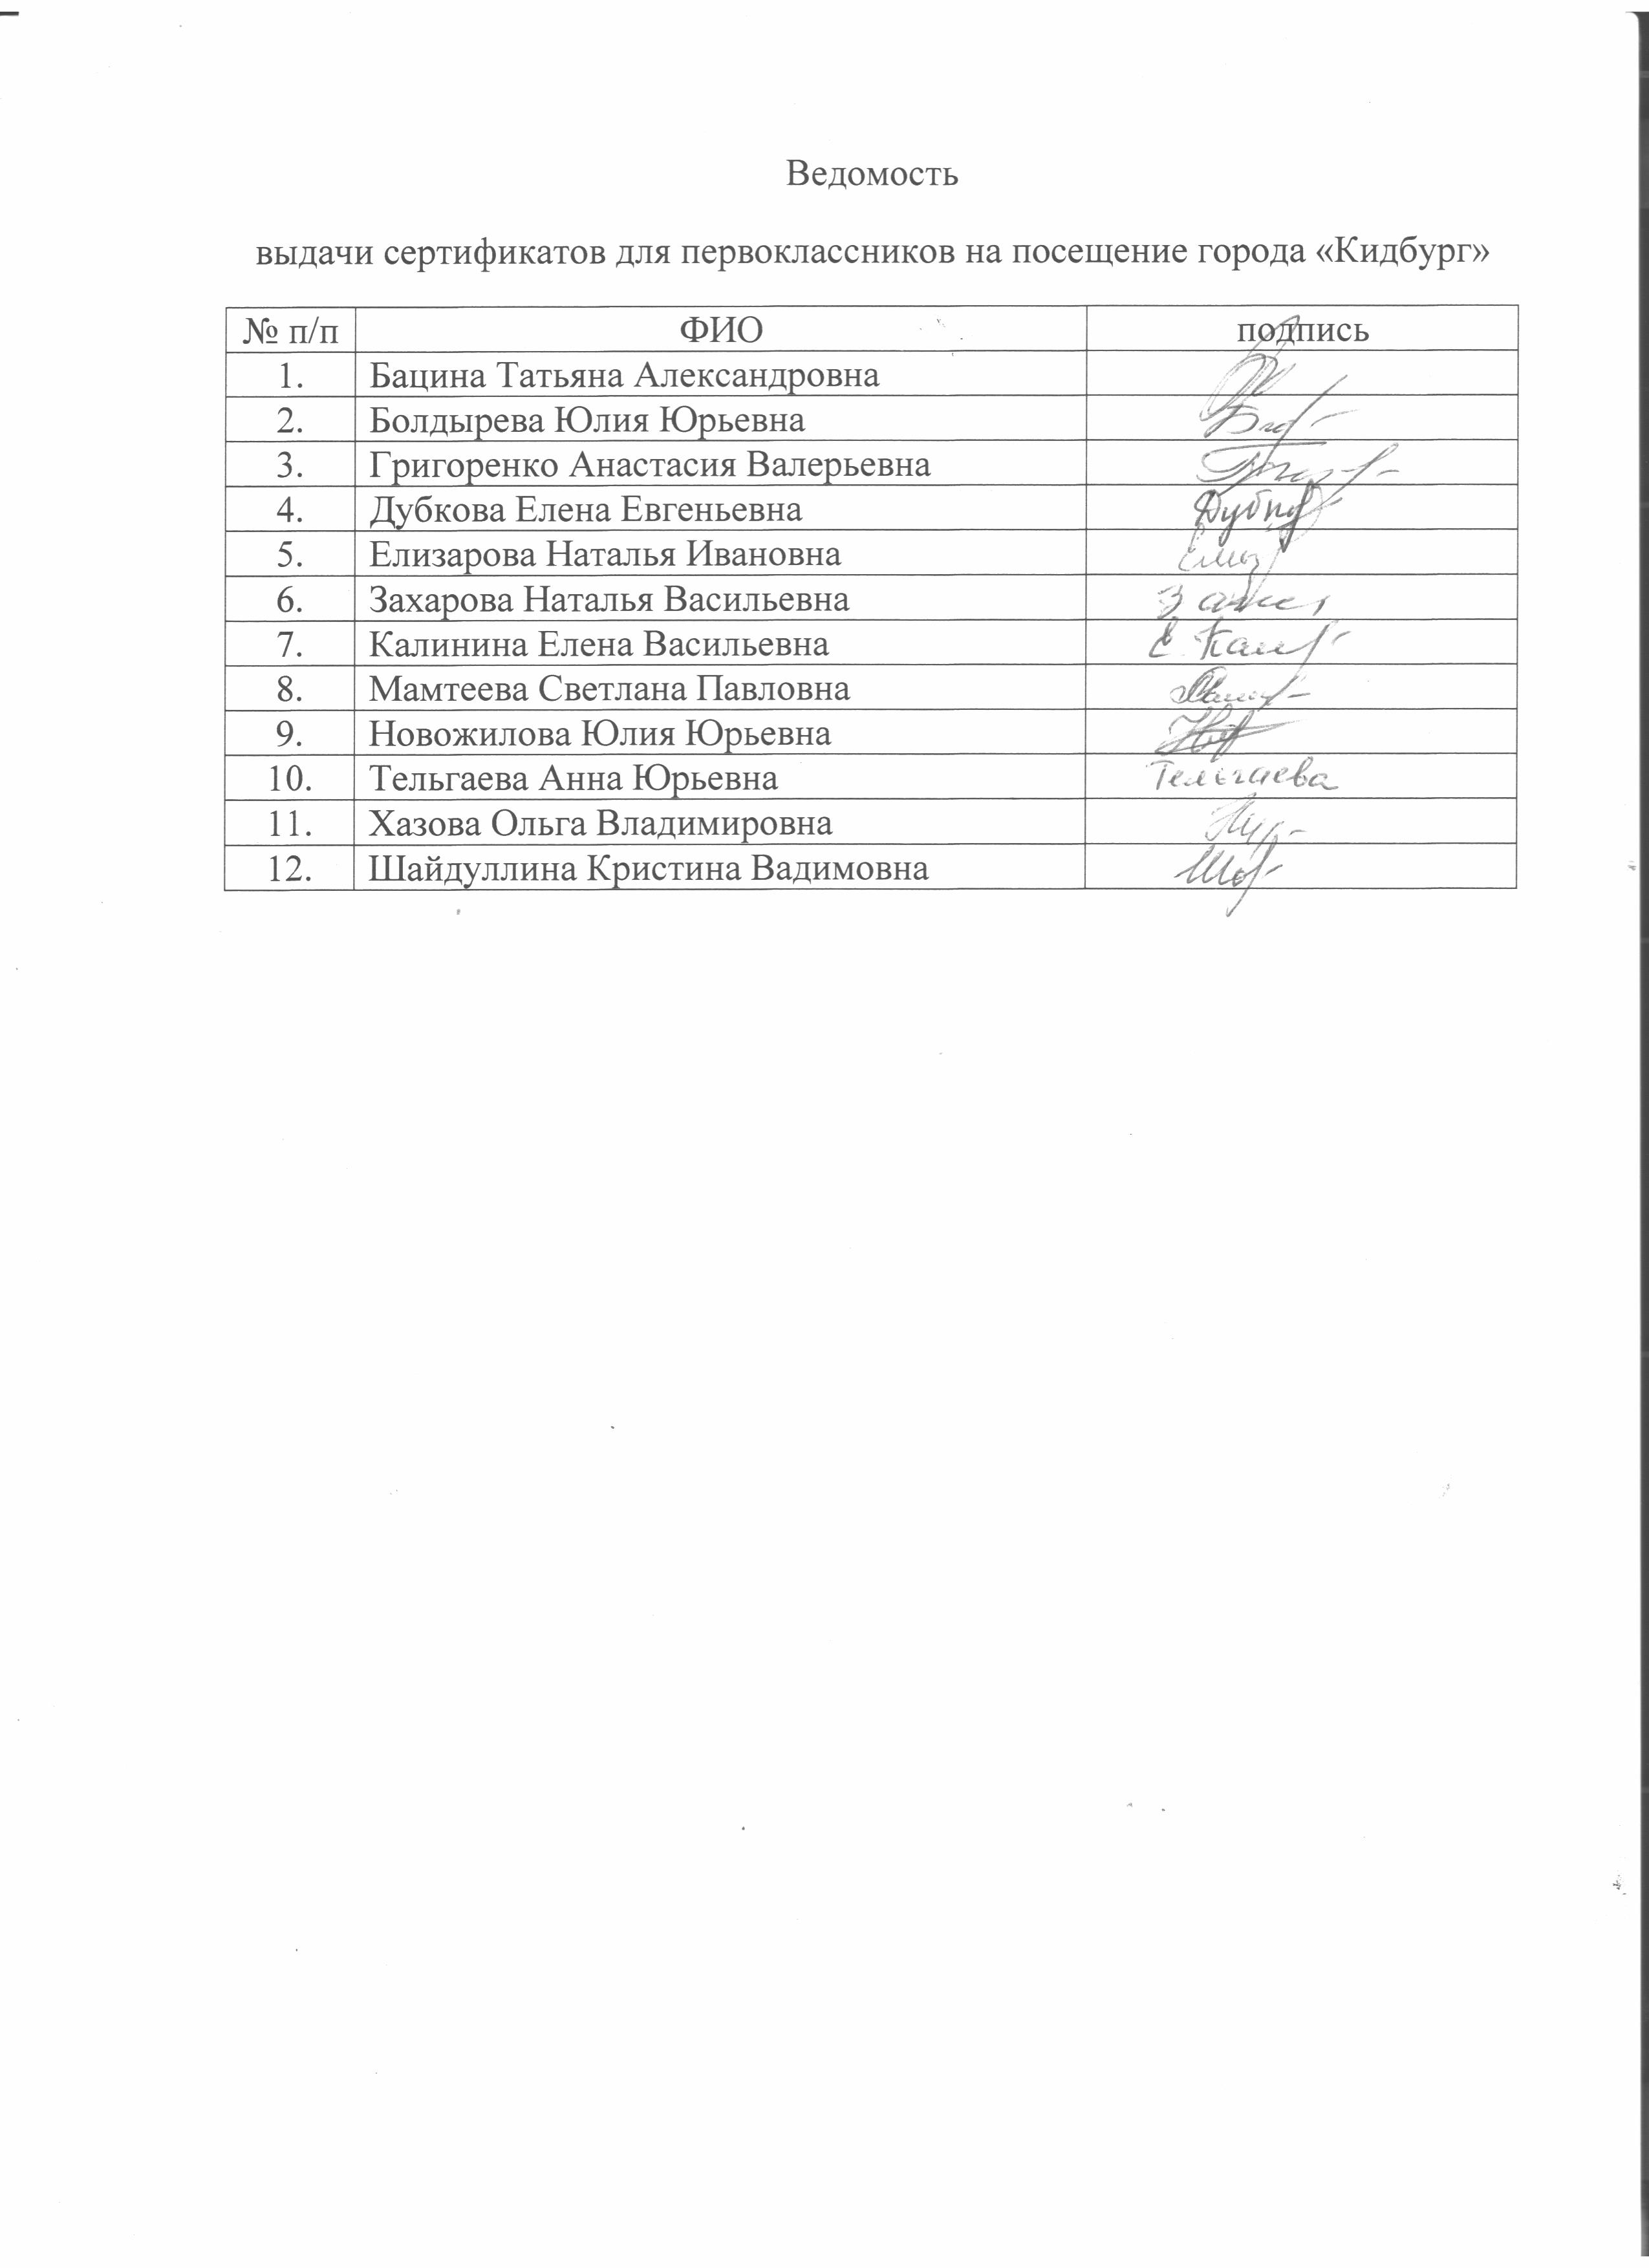 Ведомость
выдачи сертификатов для первоклассников на посещение города «Кидбург»
№ п/п ФИО подпись
1. Бацина Татьяна Александровна
2. Болдырева Юлия Юрьевна
3. Григоренко Анастасия Валерьевна
4. Дубкова Елена Евгеньевна
5. Елизарова Наталья Ивановна
6. Захарова Наталья Васильевна
7. Калинина Елена Васильевна
8. Мамтеева Светлана Павловна
9. Новожилова Юлия Юрьевна
10. Тельгаева Анна Юрьевна Тельгаева
11. Хазова Ольга Владимировна
12. Шайдуллина Кристина Вадимовна